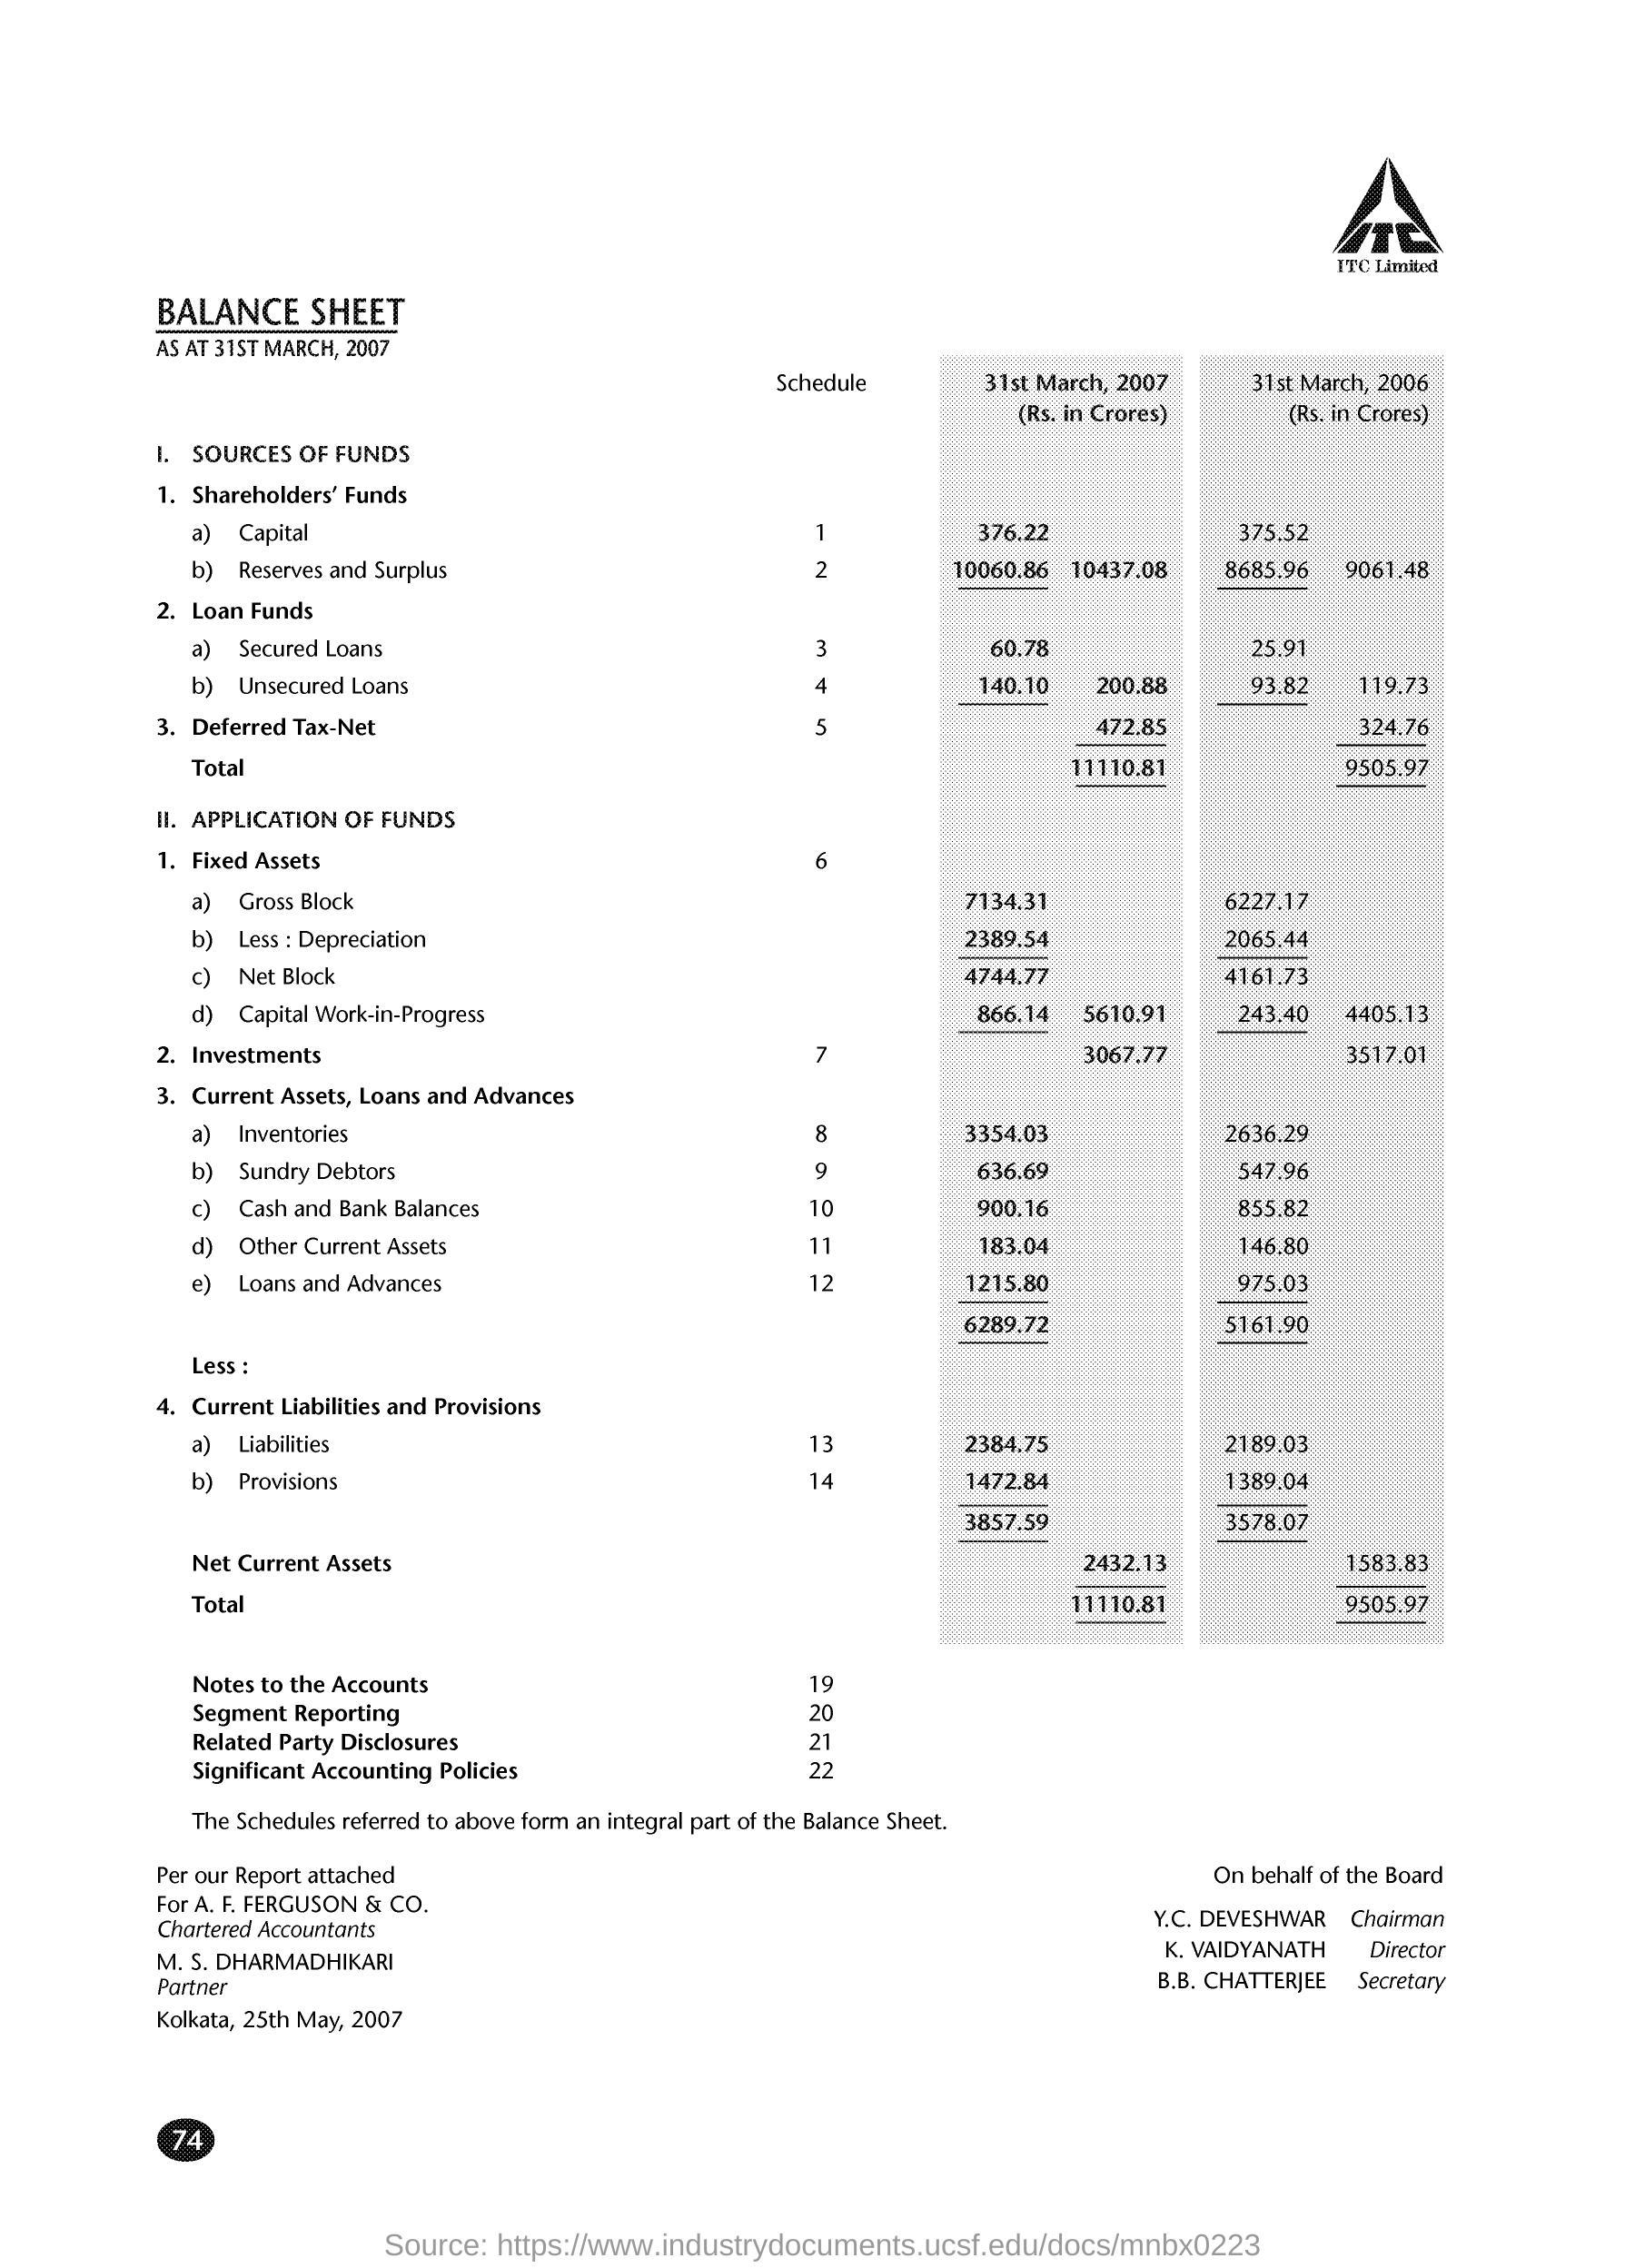 ITC
ITC Limited
BALANCE SHEET
AS AT 31ST MARCH, 2007
Schedule 31st March, 2007 31st March, 2006
(Rs. in Crores) (Rs. in Crores)
I. SOURCES OF FUNDS
1. Shareholders' Funds
a) Capital 1 376.22 375.52
b) Reserves and Surplus 2 10060.86 10437.08 8685.96 9061.48
2. Loan Funds
a) Secured Loans 3 60.78 25.91
b) Unsecured Loans 4 140.10 200.88 93.82 119.73
3. Deferred Tax-Net 5 472.85 324.76
Total 11110.81 9505.97
II. APPLICATION OF FUNDS
1. Fixed Assets 6
a) Gross Block 7134.31 6227.17
b) Less : Depreciation 2389.54 2065.44
c) Net Block 4744.77 4161.73
d) Capital Work-in-Progress 866.14 5610.91 243.40 4405.13
2. Investments 7 3067.77 3517.01
3. Current Assets, Loans and Advances
a) Inventories 8 3354.03 2636.29
b) Sundry Debtors 9 636.69 547.96
c) Cash and Bank Balances 10 900.16 855.82
d) Other Current Assets 11 183.04 146.80
e) Loans and Advances 12 1215.80 975.03
6289.72 5161.90
Less :
4. Current Liabilities and Provisions
a) Liabilities 13 2384.75 2189.03
b) Provisions 14 1472.84 1389.04
3857.59 3578.07
Net Current Assets 2432.13 1583.83
Total 11110.81 9505.97
Notes to the Accounts 19
Segment Reporting 20
Related Party Disclosures 21
Significant Accounting Policies 22
The Schedules referred to above form an integral part of the Balance Sheet.
Per our Report attached
For A. F. FERGUSON & CO.
Chartered Accountants
M. S. DHARMADHIKARI
Partner
Kolkata, 25th May, 2007
On behalf of the Board
Y.C. DEVESHWAR Chairman
K. VAIDYANATH Director
B.B. CHATTERJEE Secretary
74
Source: https://www.industrydocuments.ucsf.edu/docs/mnbx0223